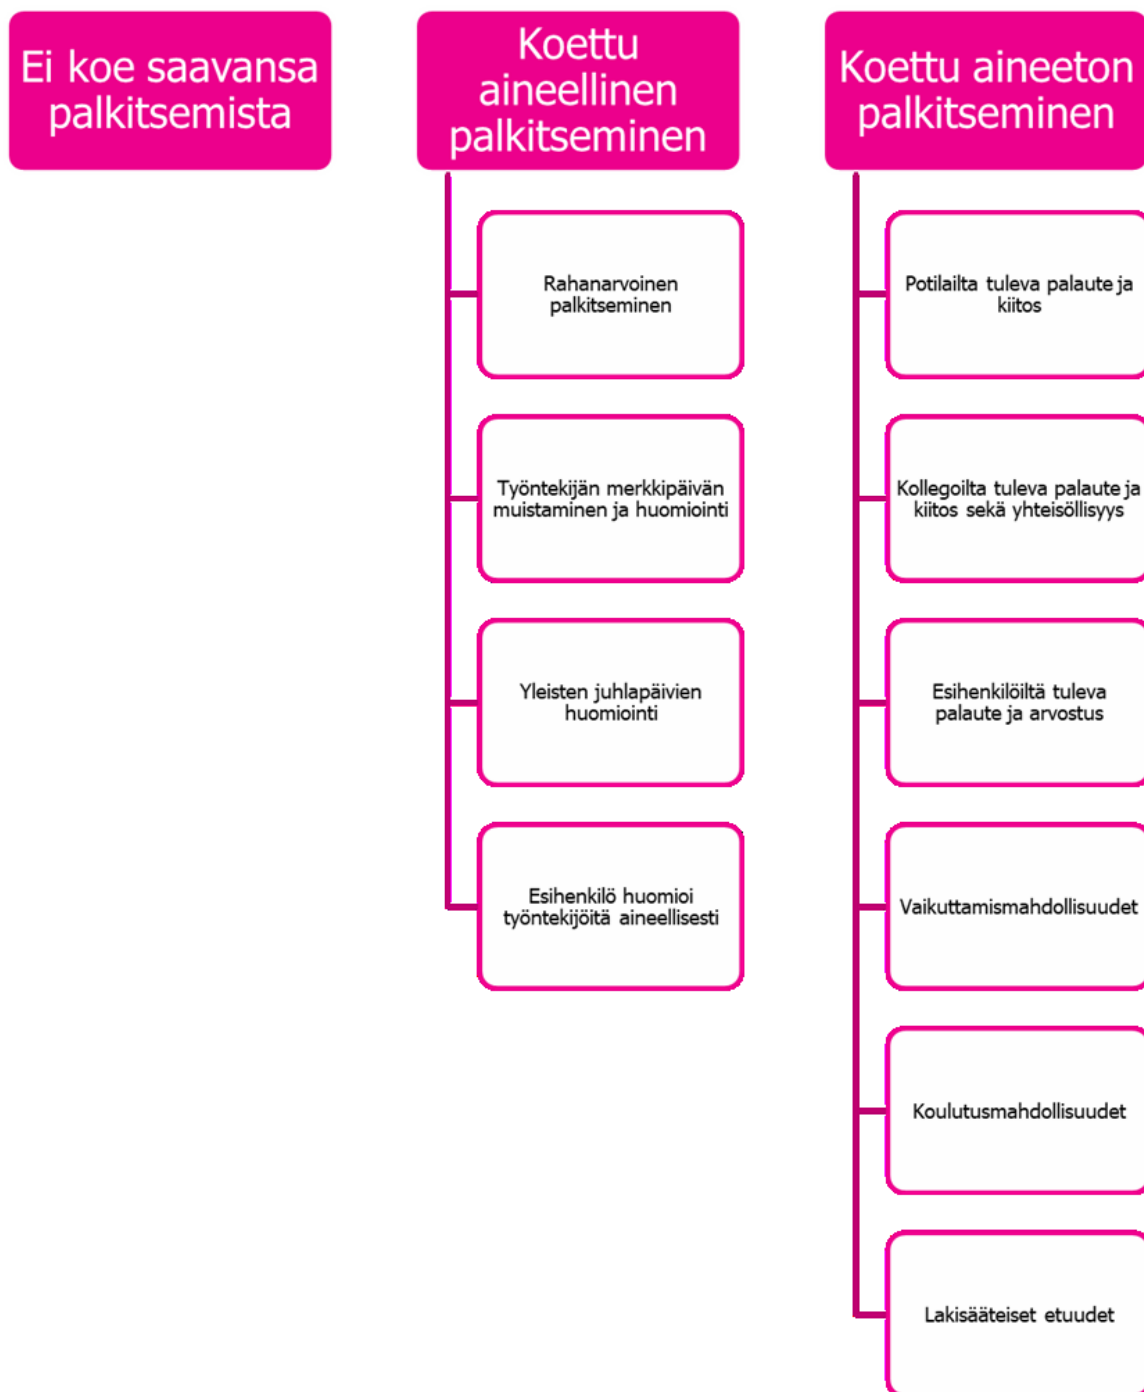 Ei koe saavansa
palkitsemista
Koettu
aineellinen
palkitseminen
Rahanarvoinen
palkitseminen
Työntekijän merkkipäivän
muistaminen ja huomiointi
Yleisten juhlapäivien
huomiointi
Esihenkilö huomioi
työntekijöitä aineellisesti
Koettu aineeton
palkitseminen
Potilailta tuleva palaute ja
kiitos
Kollegoilta tuleva palaute ja
kiitos sekä yhteisöllisyys
Esihenkilöiltä tuleva
palaute ja arvostus
Vaikuttamismahdollisuudet
Koulutusmahdollisuudet
Lakisääteiset etuudet